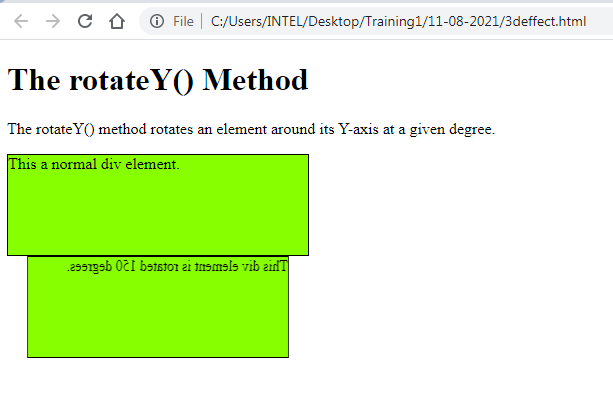 File | C:/Users/INTEL/Desktop/Training1/11-08-2021/3deffect.html
The rotateY() Method
The rotateY() method rotates an element around its Y-axis at a given degree.
This a normal div element.
This div element is rotated 150 degrees.